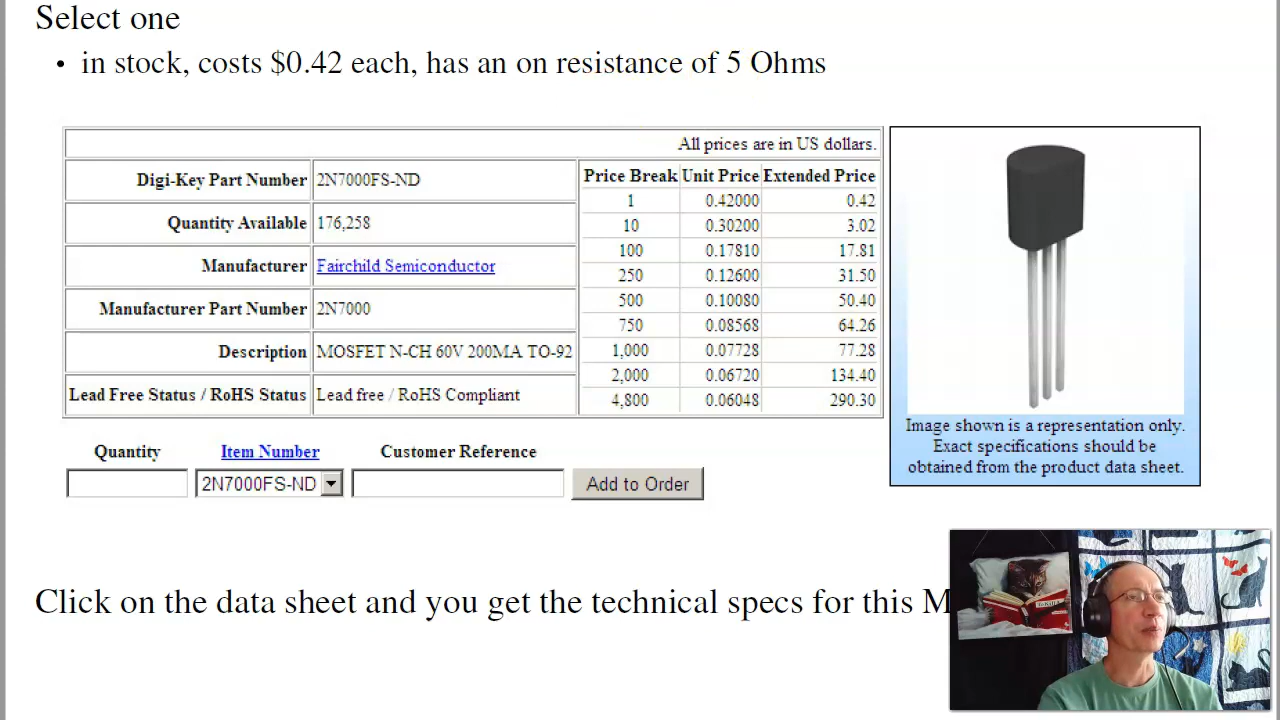 Select one
• in stock, costs $0.42 each, has an on resistance of 5 Ohms
All prices are in US dollars.
Digi-Key Part Number 2N7000FS-ND
Quantity Available 176,258
Manufacturer Fairchild Semiconductor
Manufacturer Part Number 2N7000
Description MOSFET N-CH 60V 200MA TO-92
Lead Free Status / RoHS Status Lead free / RoHS Compliant
Price Break Unit Price Extended Price
1 0.42000 0.42
10 0.30200 3.02
100 0.17810 17.81
250 0.12600 31.50
500 0.10080 50.40
750 0.08568 64.26
1,000 0.07728 77.28
2,000 0.06720 134.40
4,800 0.06048 290.30
Image shown is a representation only.
Exact specifications should be
obtained from the product data sheet.
Quantity Item Number Customer Reference
2N7000FS-ND Add to Order
Click on the data sheet and you get the technical specs for this M